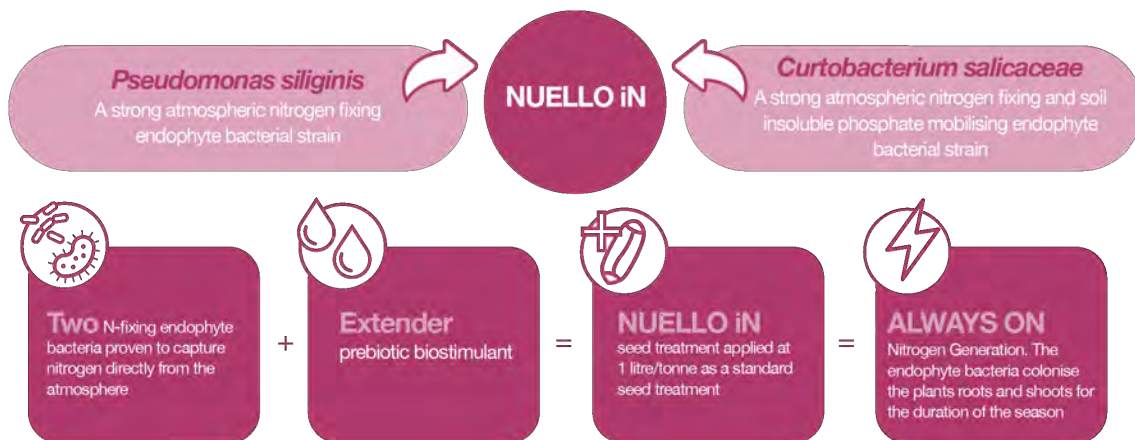 Pseudomonas siliginis
A strong atmospheric nitrogen fixing
endophyte bacterial strain
NUELLO iN
Curtobacterium salicaceae
A strong atmospheric nitrogen fixing and soil
insoluble phosphate mobilising endophyte
bacterial strain
Two N-fixing endophyte
bacteria proven to capture
nitrogen directly from the
atmosphere
+
Extender
prebiotic biostimulant
=
NUELLO iN
seed treatment applied at
1 litre/tonne as a standard
seed treatment
=
ALWAYS ON
Nitrogen Generation. The
endophyte bacteria colonise
the plants roots and shoots for
the duration of the season